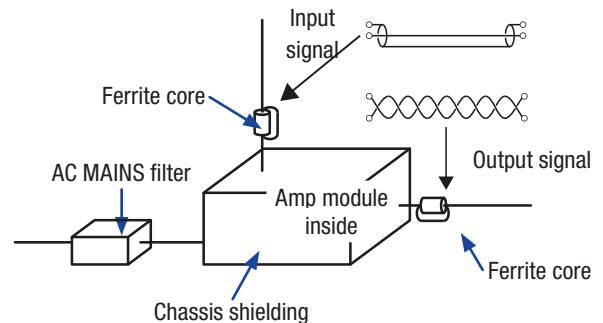 Input
signal
Ferrite core
AC MAINS filter
Output signal
Amp module
inside
Ferrite core
Chassis shielding